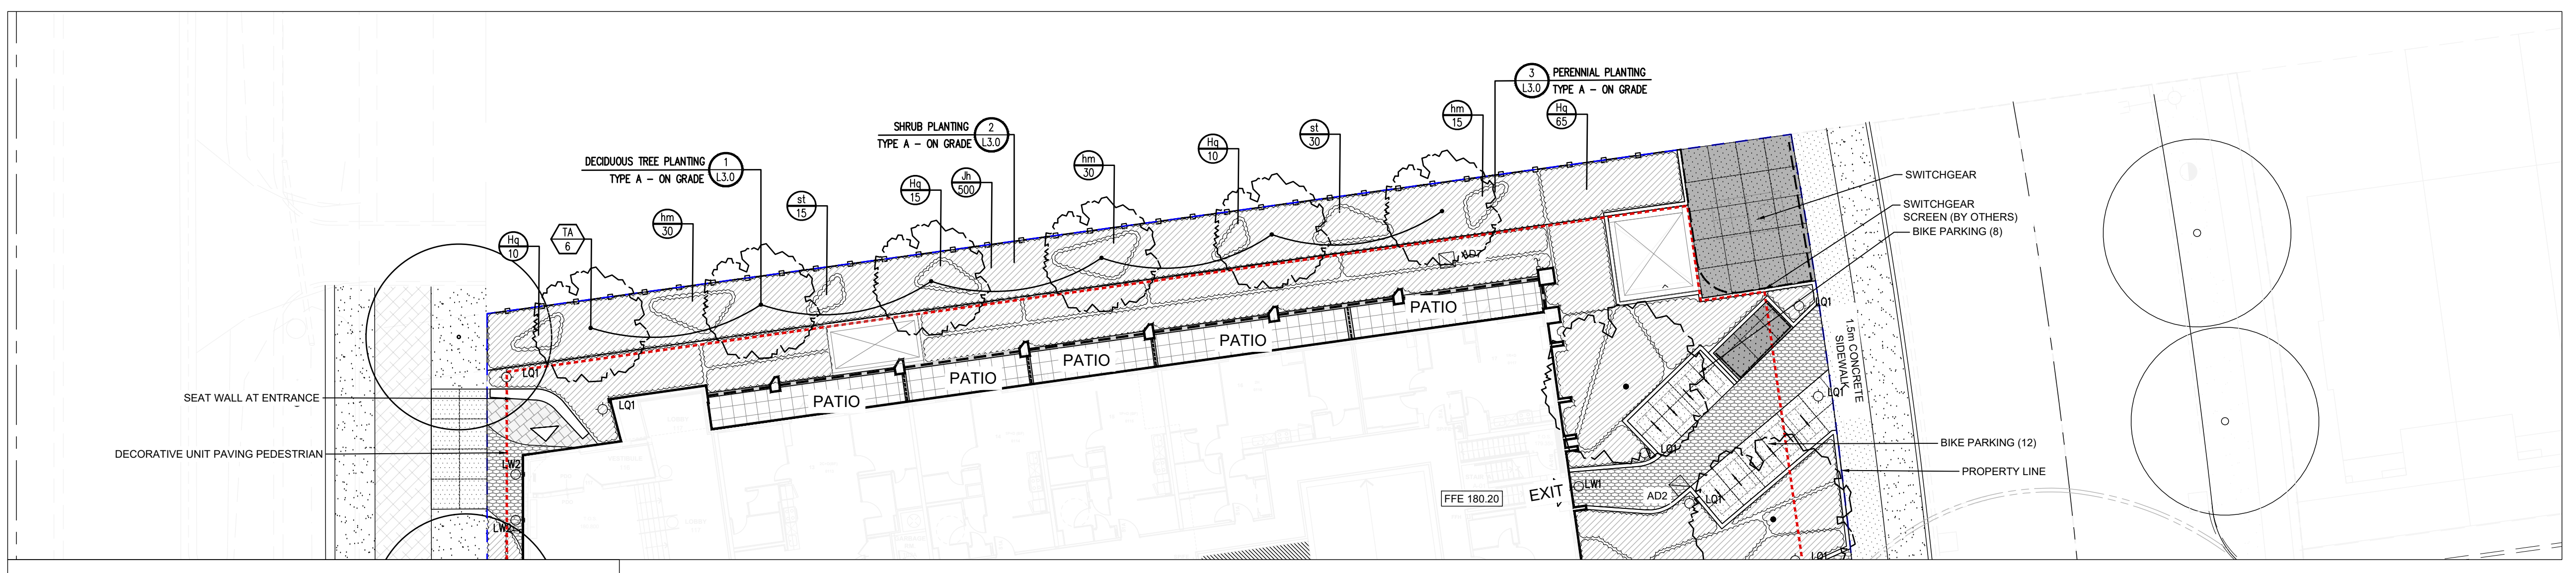 3
L3.0
PERENNIAL PLANTING
TYPE A – ON GRADE
hm
15
Hq
65
SHRUB PLANTING
TYPE A – ON GRADE
2
L3.0
st
30
Hq
10
hm
30
DECIDUOUS TREE PLANTING
TYPE A – ON GRADE
1
L3.0
Jh
500
Hq
15
st
15
hm
30
TA
6
Hq
10
SWITCHGEAR
SWITCHGEAR
SCREEN (BY OTHERS)
BIKE PARKING (8)
LQ1
1.5m CONCRETE
SIDEWALK
PATIO
PATIO
PATIO
PATIO
PATIO
LQ1
LQ1
LQ1
SEAT WALL AT ENTRANCE
DECORATIVE UNIT PAVING PEDESTRIAN
LW2
LW2
LQ1
BIKE PARKING (12)
PROPERTY LINE
FFE 180.20
EXIT
LW1
AD2
LQ1
LQ1